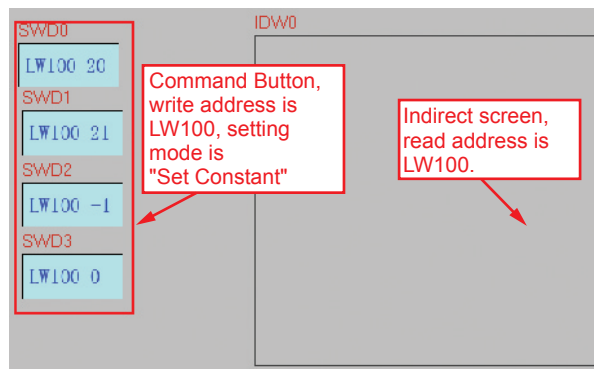 SWD0
LW100 20
SWD1
LW100 21
SWD2
LW100 -1
SWD3
LW100 0
Command Button,
write address is
LW100, setting
mode is
"Set Constant"
IDW0
Indirect screen,
read address is
LW100.